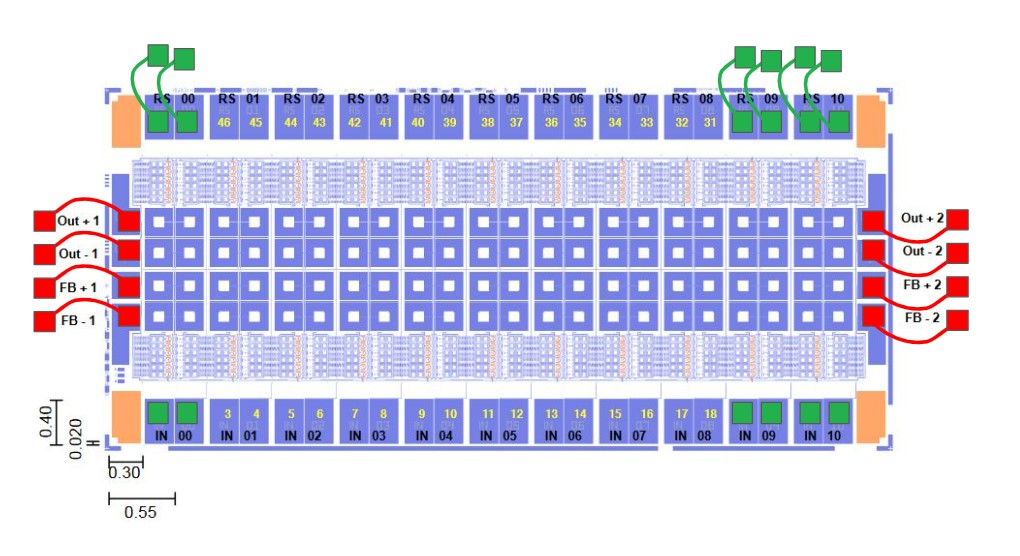 RS 00 RS 01 RS 02 RS 03 RS 04 RS 05 RS 06 RS 07 RS 08 RS 09 RS 10
46 45 44 43 42 41 40 39 38 37 36 35 34 33 32 31
Out + 1
Out + 2
Out - 1
Out - 2
FB + 1
FB + 2
FB - 1
FB - 2
3 4 5 6 7 8 9 10 11 12 13 14 15 16 17 18
IN 00 IN 01 IN 02 IN 03 IN 04 IN 05 IN 06 IN 07 IN 08 IN 09 IN 10
0.40
0.020
0.30
0.55